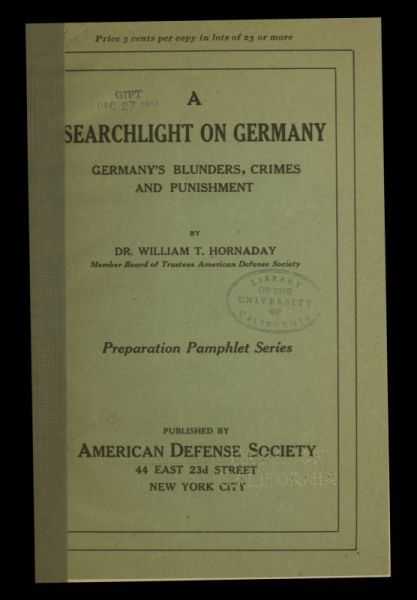 Price 5 cents per copy in lots of 25 or more
GIFT
DEC 27
A
SEARCHLIGHT ON GERMANY
GERMANY'S BLUNDERS, CRIMES
AND PUNISHMENT
BY
DR. WILLIAM T. HORNADAY
Member Board of Trustees American Defense Society
LIBRARY
OF THE
UNIVERSITY
OF
CALIFORNIA
Preparation Pamphlet Series
PUBLISHED BY
AMERICAN DEFENSE SOCIETY
44 EAST 23d STREET
NEW YORK CITY
CALIFORNIA